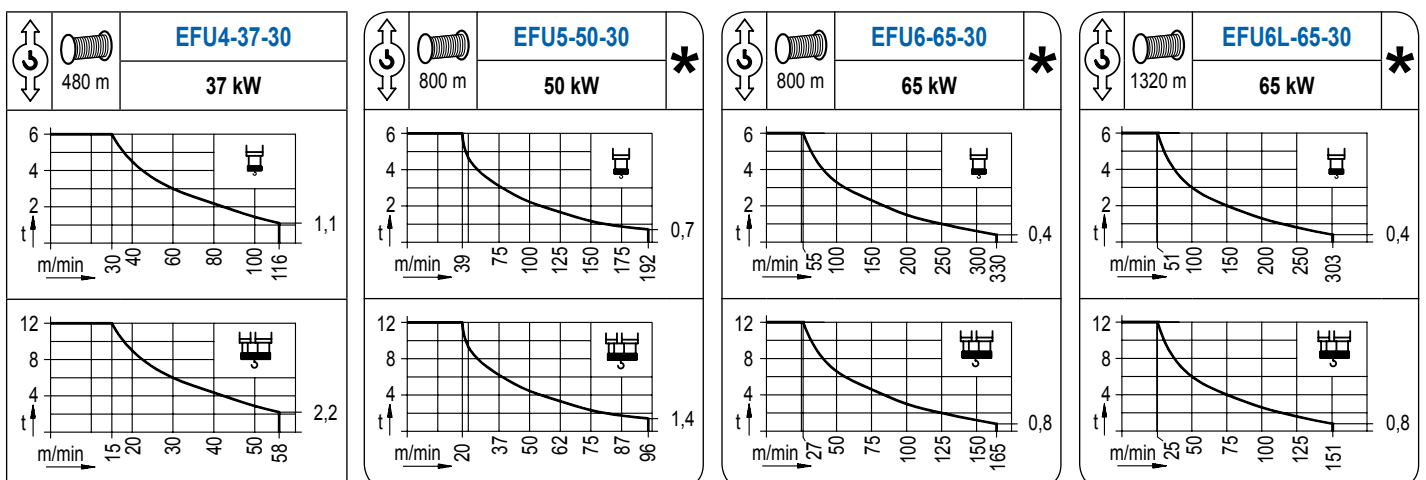 EFU4-37-30
480 m
37 kW
6
4
2
t
1,1
m/min
30 40 60 80 100 116
12
8
4
t
2,2
m/min
15 20 30 40 50 58
EFU5-50-30
*
800 m
50 kW
6
4
2
t
0,7
m/min
39 75 100 125 150 175 192
12
8
4
t
1,4
m/min
20 37 50 62 75 87 96
EFU6-65-30
*
800 m
65 kW
6
4
2
t
0,4
m/min
55 100 150 200 250 300 330
12
8
4
t
0,8
m/min
27 50 75 100 125 150 165
EFU6L-65-30
*
1320 m
65 kW
6
4
2
t
0,4
m/min
51 100 150 200 250 303
12
8
4
t
0,8
m/min
25 50 75 100 125 151